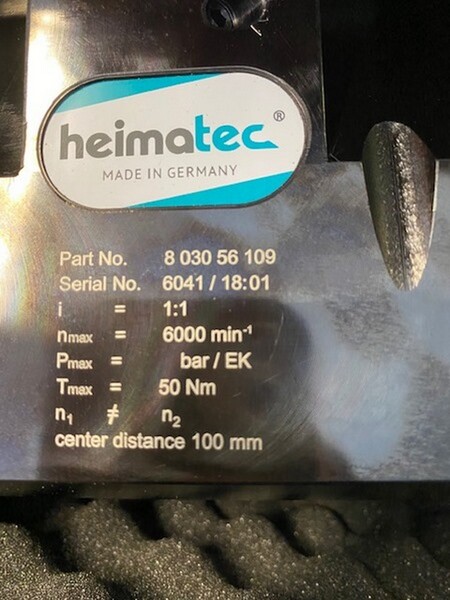 heimatec®
MADE IN GERMANY
Part No. 8 030 56 109
Serial No. 6041 / 18:01
i = 1:1
nmax = 6000 min⁻¹
Pmax = bar / EK
Tmax = 50 Nm
n₁ ≠ n₂
center distance 100 mm